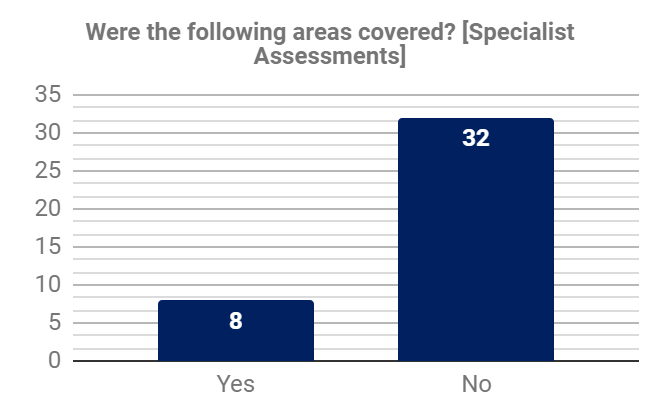 Were the following areas covered? [Specialist
Assessments]
35
30
25
20
15
10
5
0
32
8
Yes
No